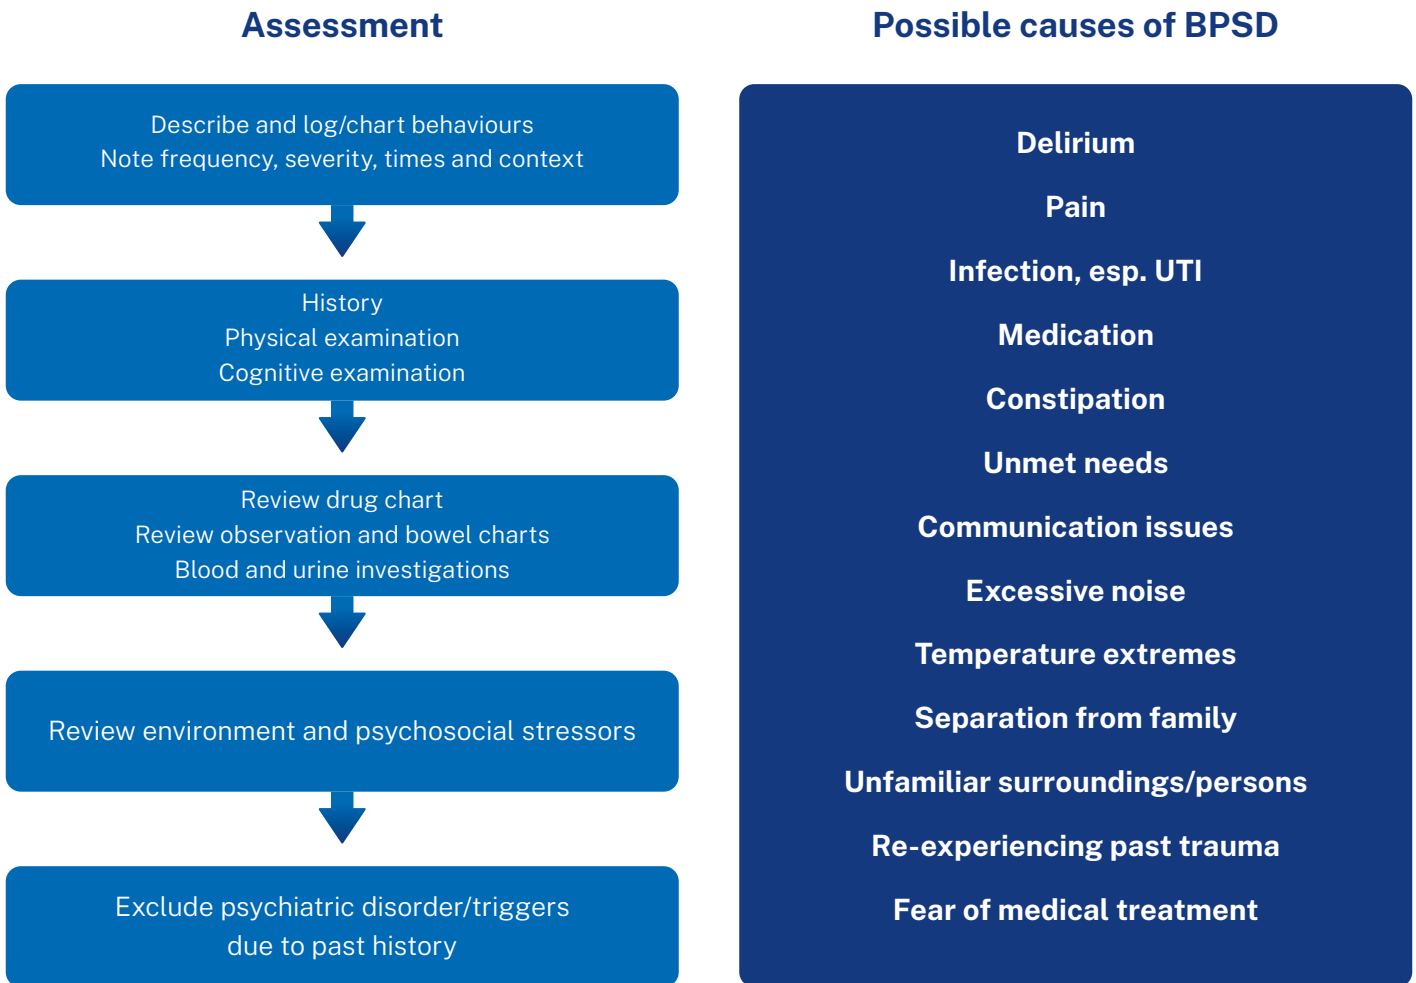 Assessment
Describe and log/chart behaviours
Note frequency, severity, times and context
History
Physical examination
Cognitive examination
Review drug chart
Review observation and bowel charts
Blood and urine investigations
Review environment and psychosocial stressors
Exclude psychiatric disorder/triggers
due to past history
Possible causes of BPSD
Delirium
Pain
Infection, esp. UTI
Medication
Constipation
Unmet needs
Communication issues
Excessive noise
Temperature extremes
Separation from family
Unfamiliar surroundings/persons
Re-experiencing past trauma
Fear of medical treatment